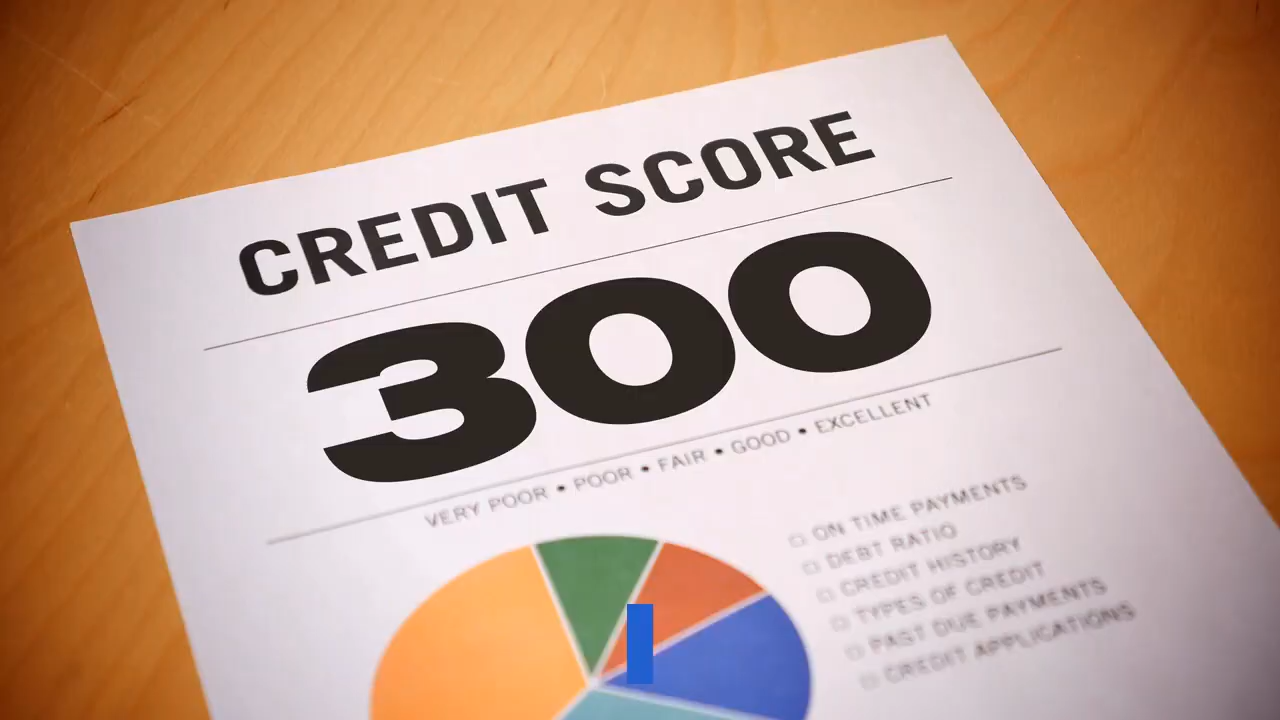 CREDIT SCORE
300
VERY POOR • POOR • FAIR • GOOD • EXCELLENT
ON TIME PAYMENTS
DEBT RATIO
CREDIT HISTORY
TYPES OF CREDIT
PAST DUE PAYMENTS
CREDIT APPLICATIONS